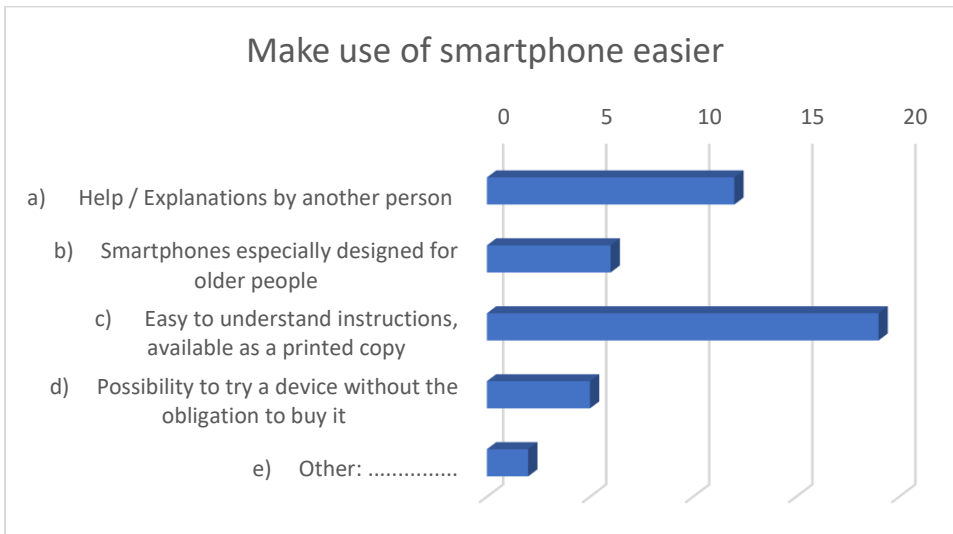 Make use of smartphone easier
0 5 10 15 20
a) Help / Explanations by another person
b) Smartphones especially designed for
older people
c) Easy to understand instructions,
available as a printed copy
d) Possibility to try a device without the
obligation to buy it
e) Other: ...............